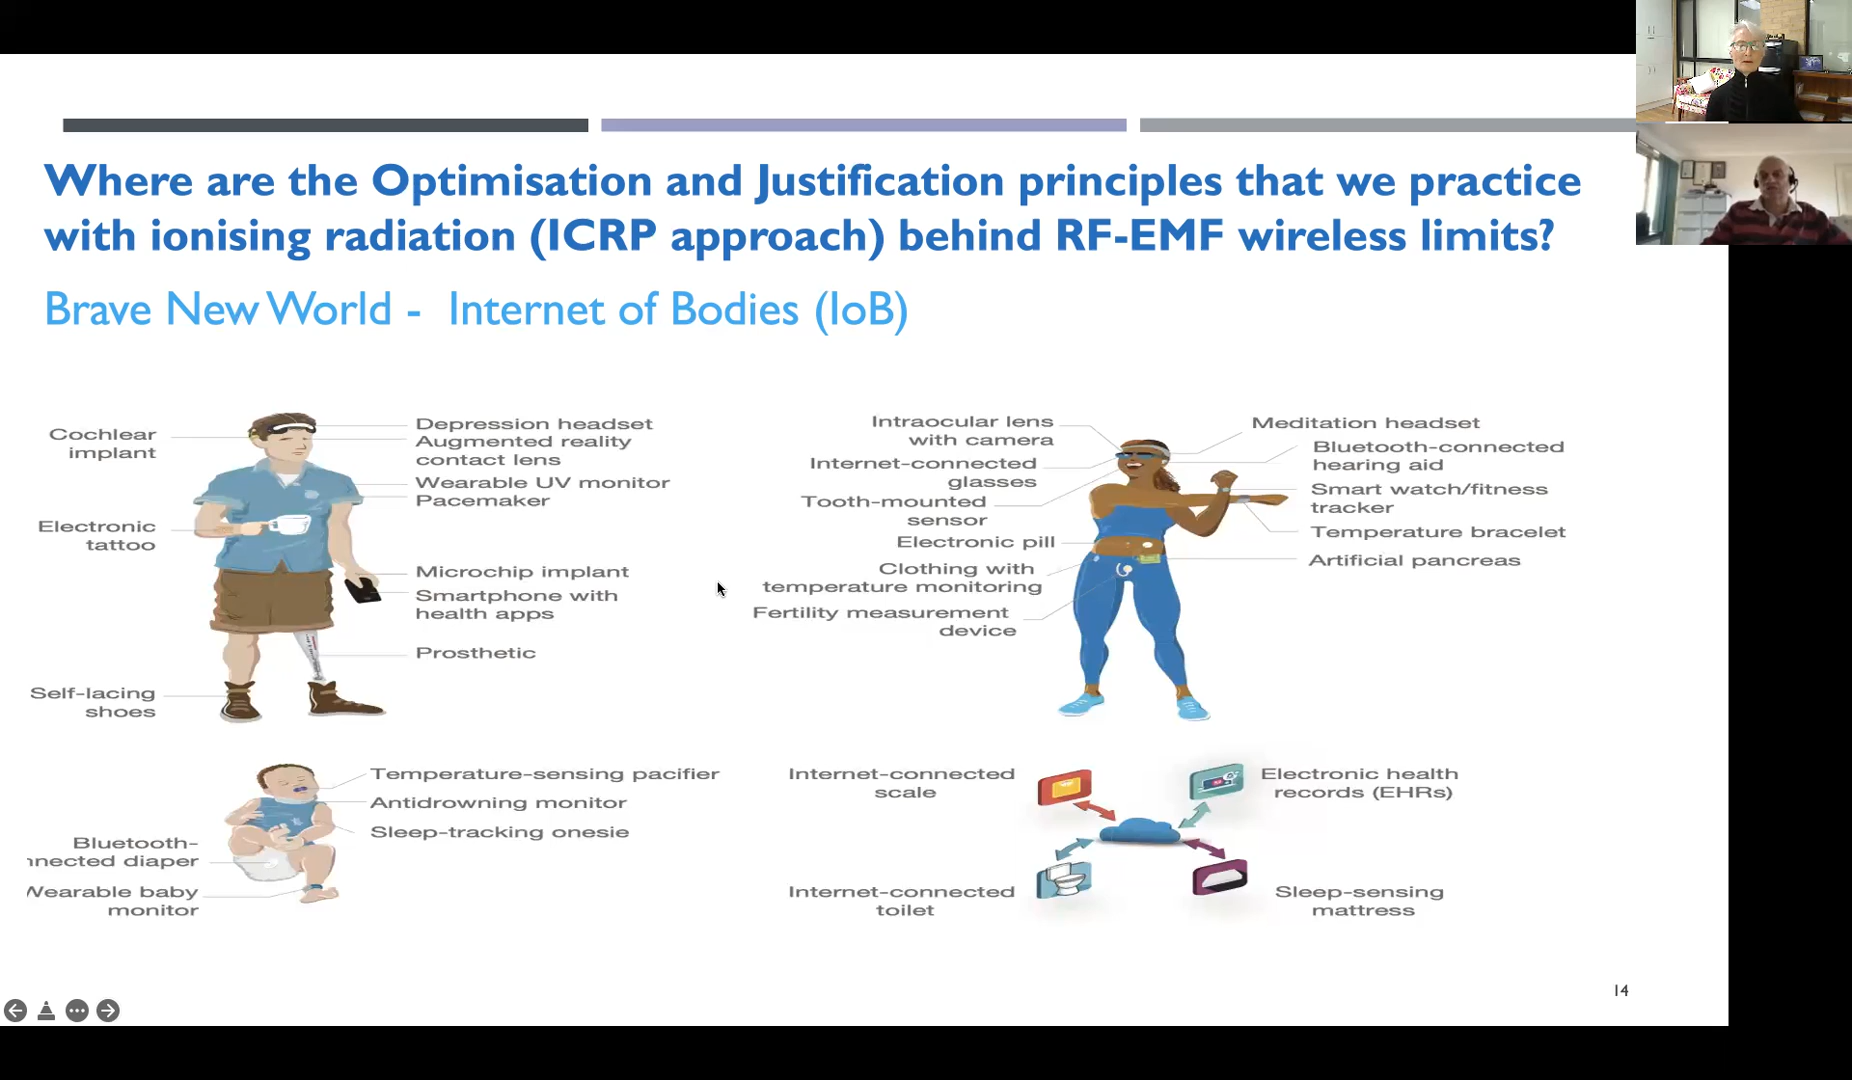 Where are the Optimisation and Justification principles that we practice
with ionising radiation (ICRP approach) behind RF-EMF wireless limits?
Brave New World - Internet of Bodies (IoB)
Cochlear
implant
Electronic
tattoo
Self-lacing
shoes
Depression headset
Augmented reality
contact lens
Wearable UV monitor
Pacemaker
Microchip implant
Smartphone with
health apps
Prosthetic
Intraocular lens
with camera
Internet-connected
glasses
Tooth-mounted
sensor
Electronic pill
Clothing with
temperature monitoring
Fertility measurement
device
Meditation headset
Bluetooth-connected
hearing aid
Smart watch/fitness
tracker
Temperature bracelet
Artificial pancreas
Temperature-sensing pacifier
Antidrowning monitor
Sleep-tracking onesie
Bluetooth-
nnected diaper
Wearable baby
monitor
Internet-connected
scale
Electronic health
records (EHRs)
Internet-connected
toilet
Sleep-sensing
mattress
14